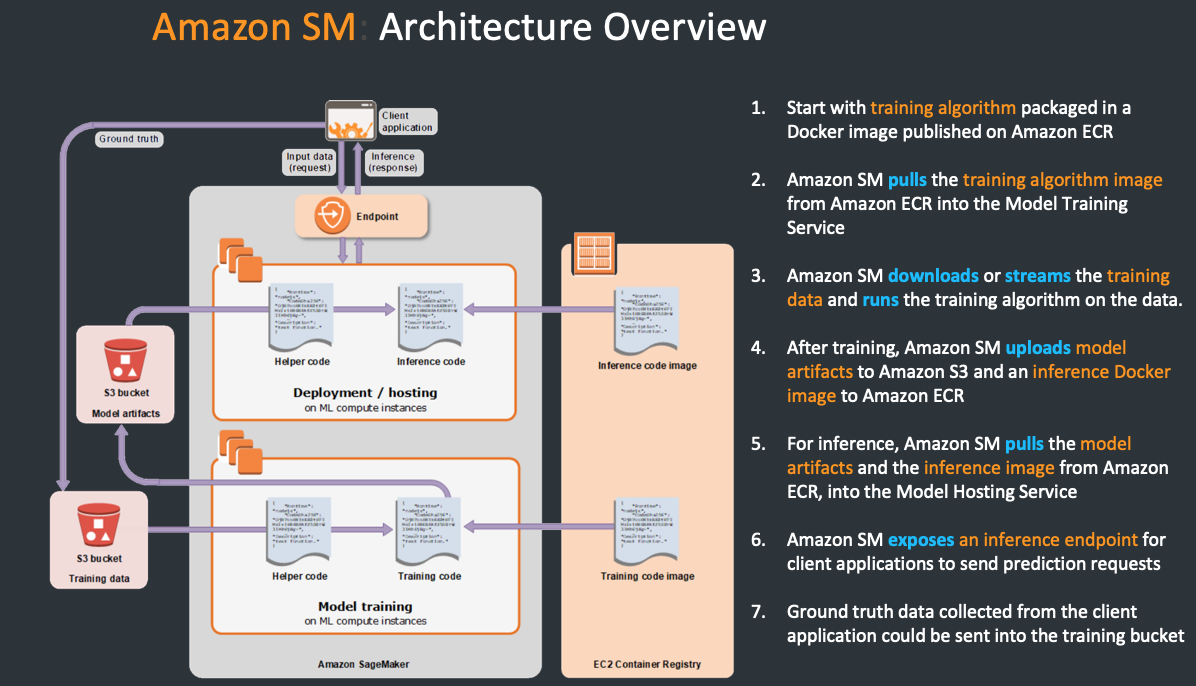 Amazon SM: Architecture Overview
Client
application
Ground truth
Input data
(request)
Inference
(response)
Endpoint
Helper code
Inference code
Inference code image
Deployment / hosting
on ML compute instances
S3 bucket
Model artifacts
S3 bucket
Training data
Helper code
Training code
Training code image
Model training
on ML compute instances
Amazon SageMaker
EC2 Container Registry
1. Start with training algorithm packaged in a
Docker image published on Amazon ECR
2. Amazon SM pulls the training algorithm image
from Amazon ECR into the Model Training
Service
3. Amazon SM downloads or streams the training
data and runs the training algorithm on the data.
4. After training, Amazon SM uploads model
artifacts to Amazon S3 and an inference Docker
image to Amazon ECR
5. For inference, Amazon SM pulls the model
artifacts and the inference image from Amazon
ECR, into the Model Hosting Service
6. Amazon SM exposes an inference endpoint for
client applications to send prediction requests
7. Ground truth data collected from the client
application could be sent into the training bucket